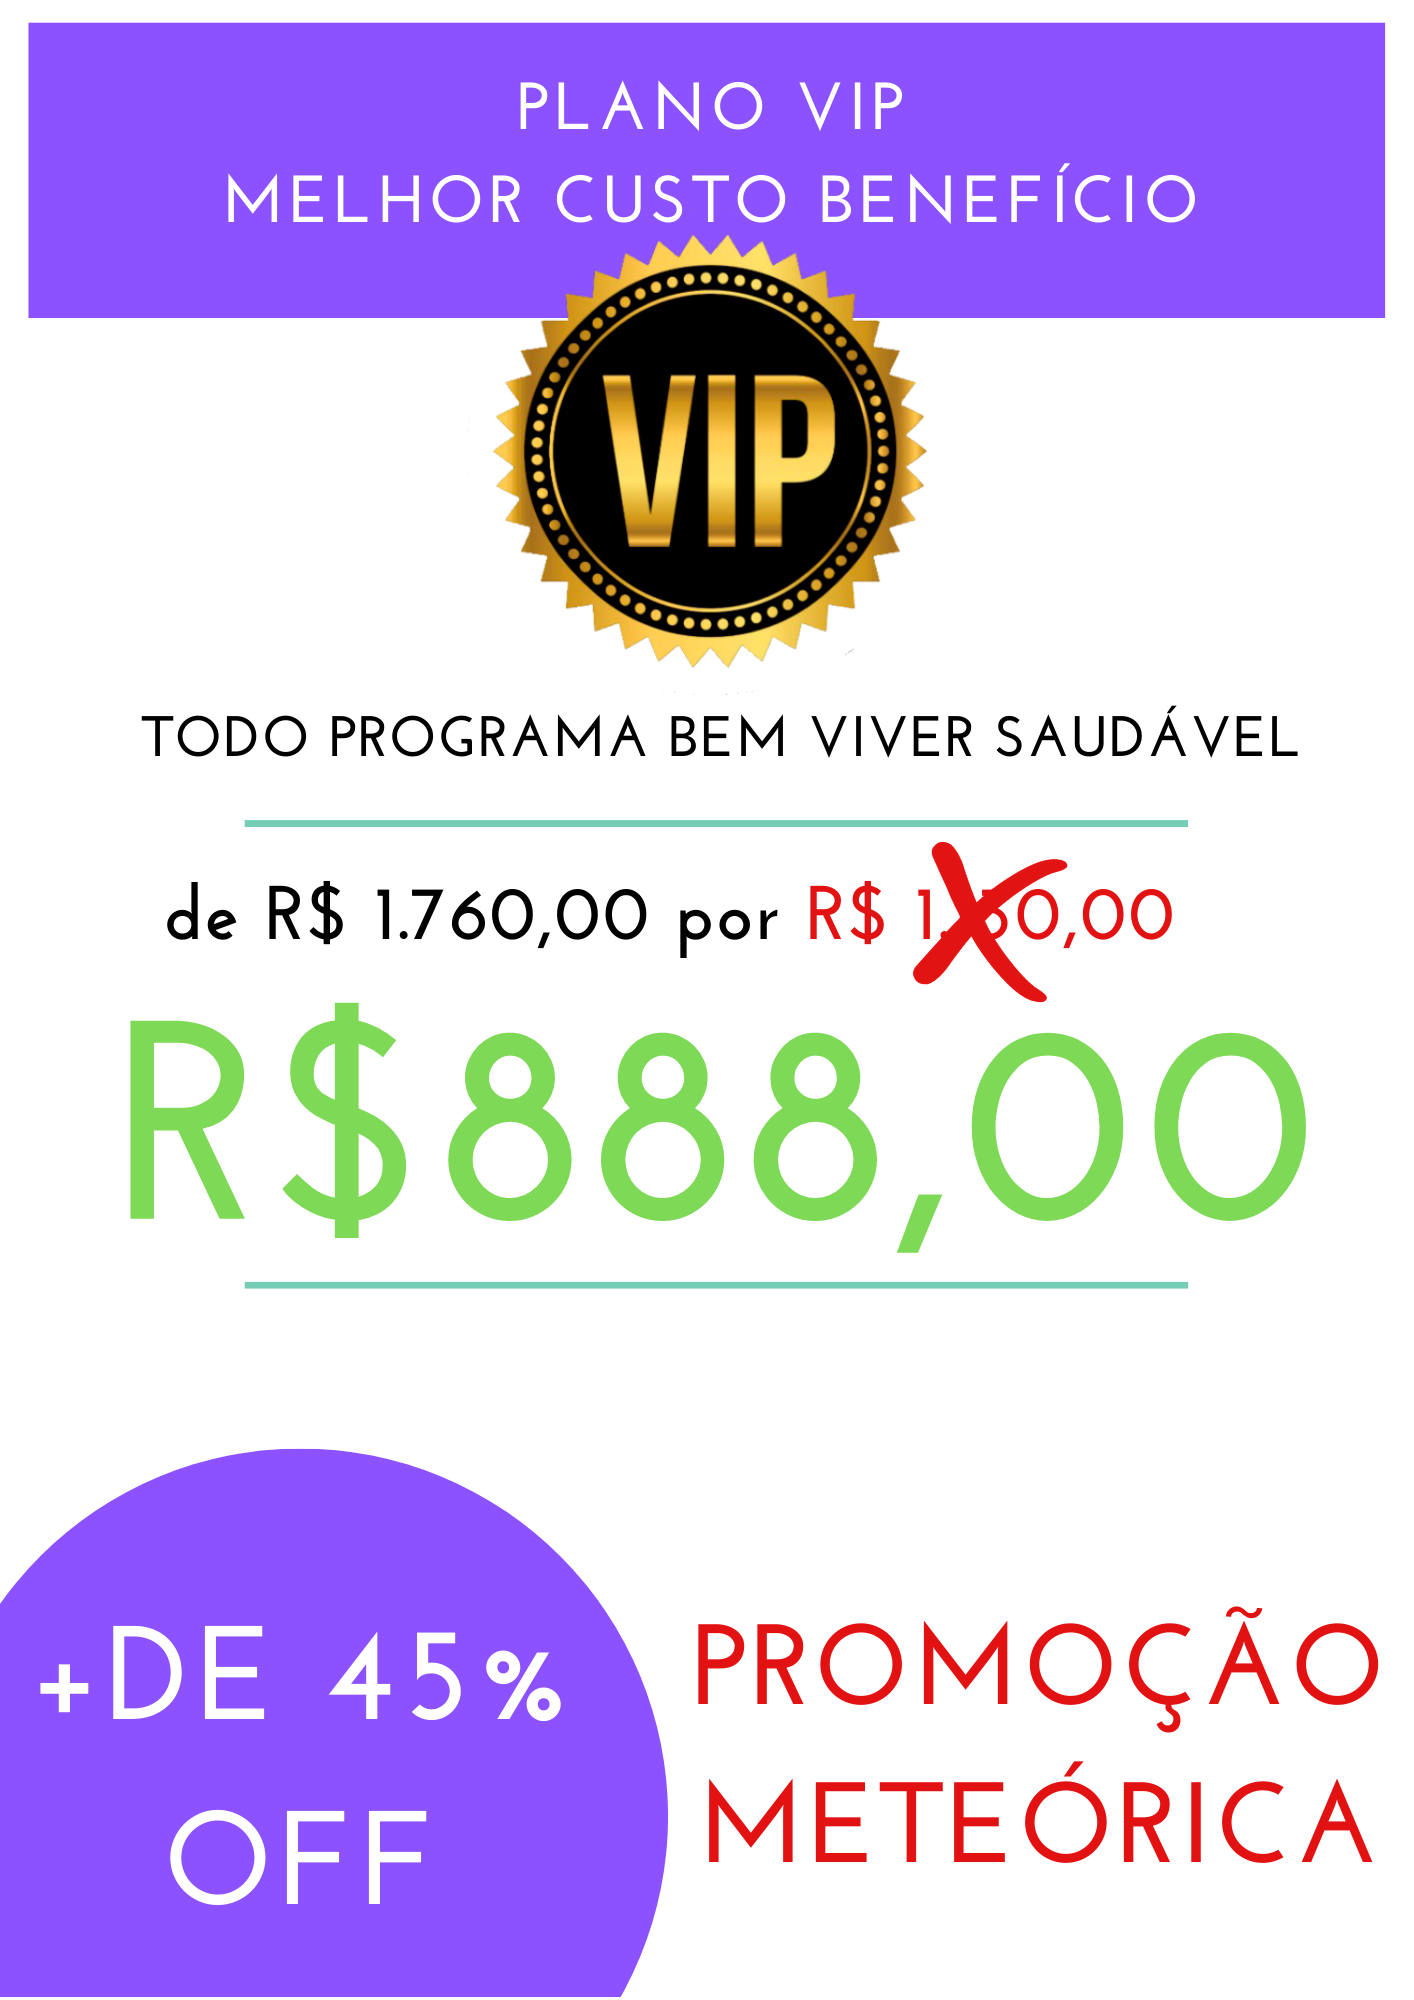 PLANO VIP
MELHOR CUSTO BENEFÍCIO
VIP
TODO PROGRAMA BEM VIVER SAUDÁVEL
de R$ 1.760,00 por R$
R$888,00
+DE 45%
OFF
PROMOÇÃO
METEÓRICA